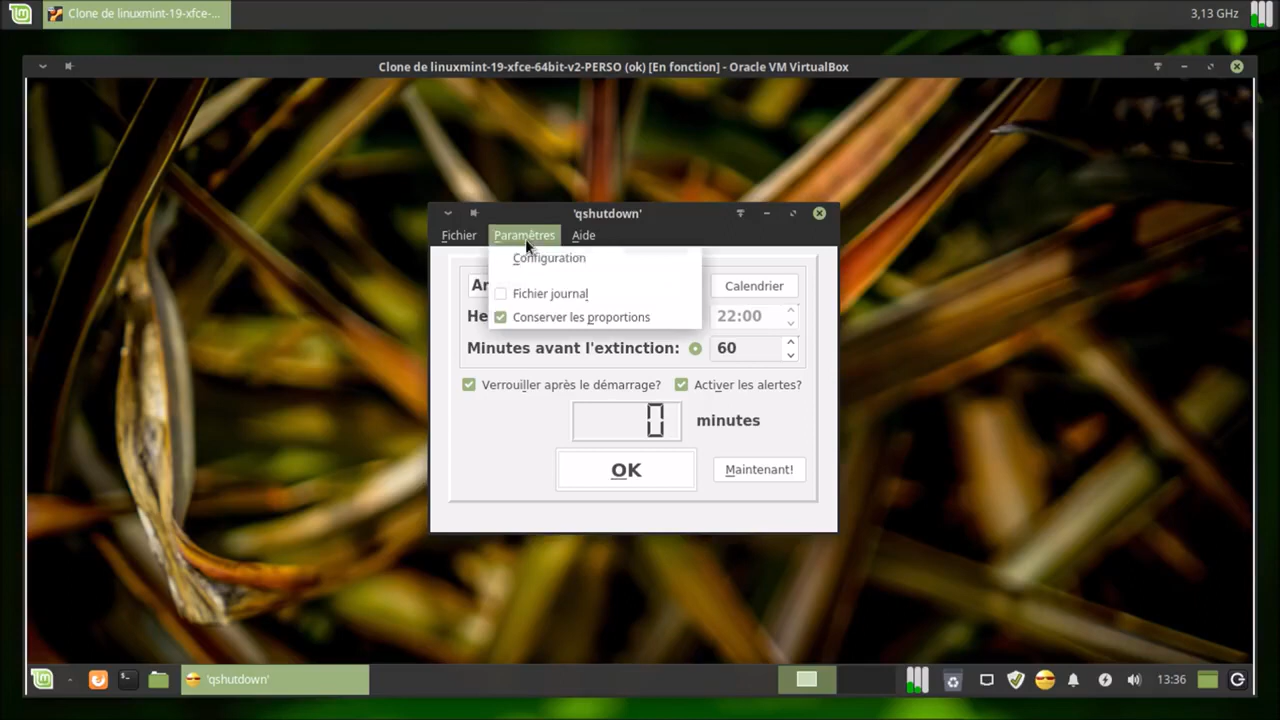 Clone de linuxmint-19-xfce-...
3,13 GHz
Clone de linuxmint-19-xfce-64bit-v2-PERSO (ok) [En fonction] - Oracle VM VirtualBox
'qshutdown'
Fichier Paramètres Aide
Configuration
Ar
Calendrier
Fichier journal
He
Conserver les proportions
22:00
Minutes avant l'extinction: 60
Verrouiller après le démarrage? Activer les alertes?
0 minutes
OK
Maintenant!
'qshutdown'
13:36